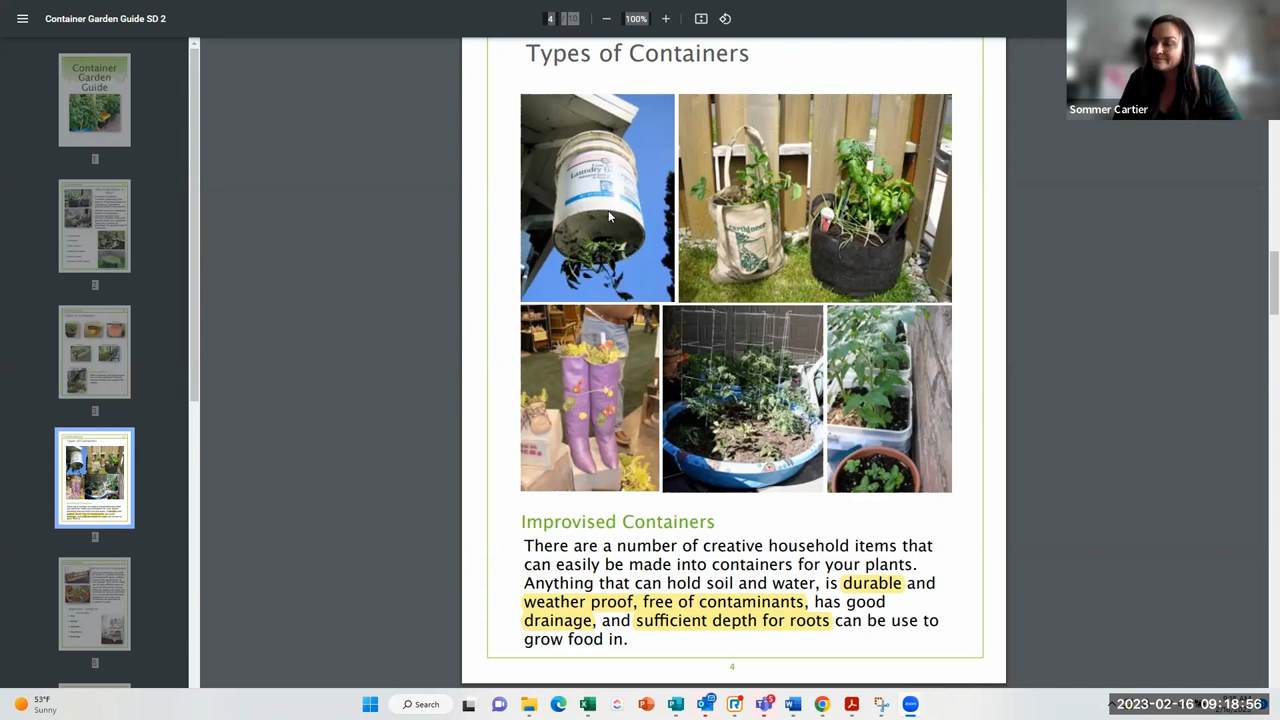 Container Garden Guide SD 2
4 / 10
100%
Sommer Cartier
Container
Garden
Guide
1
2
3
4
5
Types of Containers
Laundry
earthineer
Improvised Containers
There are a number of creative household items that
can easily be made into containers for your plants.
Anything that can hold soil and water, is durable and
weather proof, free of contaminants, has good
drainage, and sufficient depth for roots can be use to
grow food in.
4
53°F
Sunny
Search
2023-02-16 09:18:56